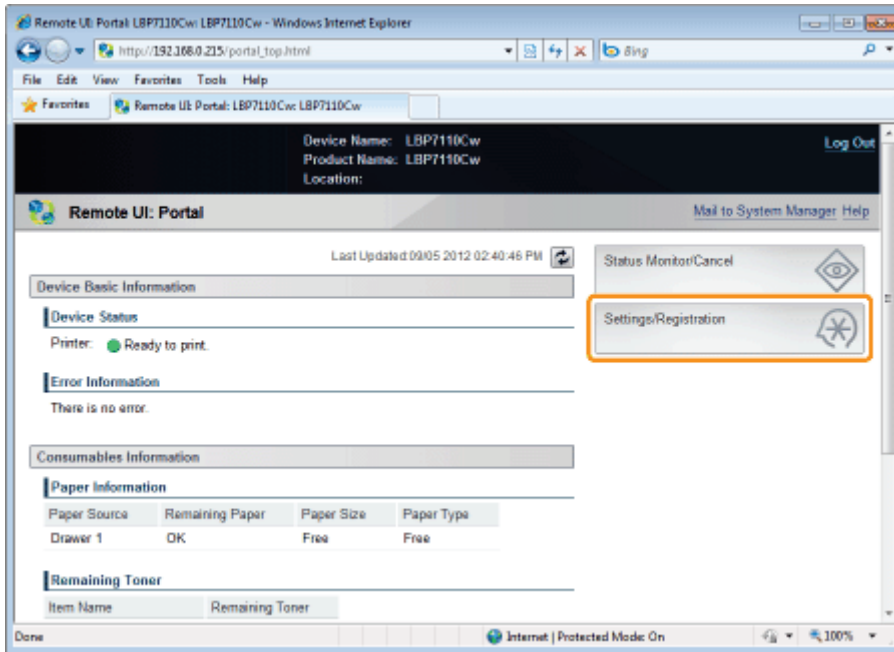 Remote UI: Portal: LBP7110Cw: LBP7110Cw - Windows Internet Explorer
http://192.168.0.215/portal_top.html
Bing
File Edit View Favorites Tools Help
Favorites
Remote UI: Portal: LBP7110Cw: LBP7110Cw
Device Name: LBP7110Cw
Product Name: LBP7110Cw
Location:
Log Out
Remote UI: Portal
Mail to System Manager Help
Last Updated:09/05 2012 02:40:46 PM
Status Monitor/Cancel
Settings/Registration
Device Basic Information
Device Status
Printer: Ready to print.
Error Information
There is no error.
Consumables Information
Paper Information
Paper Source Remaining Paper Paper Size Paper Type
Drawer 1 OK Free Free
Remaining Toner
Item Name Remaining Toner
Done
Internet | Protected Mode: On
100%